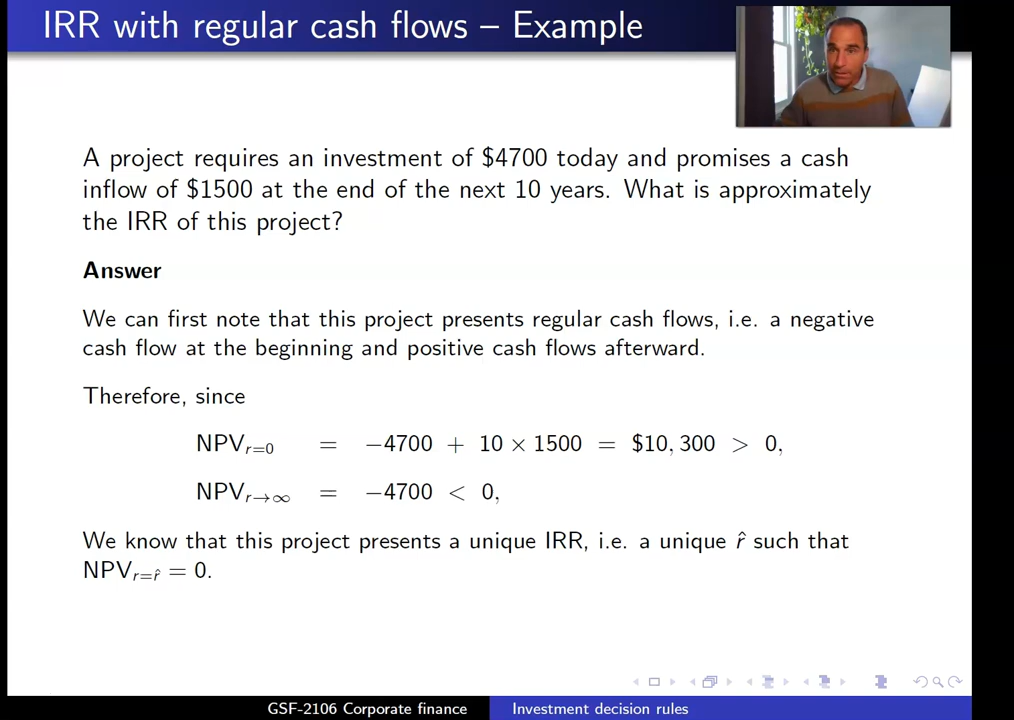 IRR with regular cash flows – Example
A project requires an investment of $4700 today and promises a cash
inflow of $1500 at the end of the next 10 years. What is approximately
the IRR of this project?
Answer
We can first note that this project presents regular cash flows, i.e. a negative
cash flow at the beginning and positive cash flows afterward.
Therefore, since
NPVr=0 = −4700 + 10 × 1500 = $10, 300 > 0,
NPVr→∞ = −4700 < 0,
We know that this project presents a unique IRR, i.e. a unique r̂ such that
NPVr=r̂ = 0.
GSF-2106 Corporate finance Investment decision rules